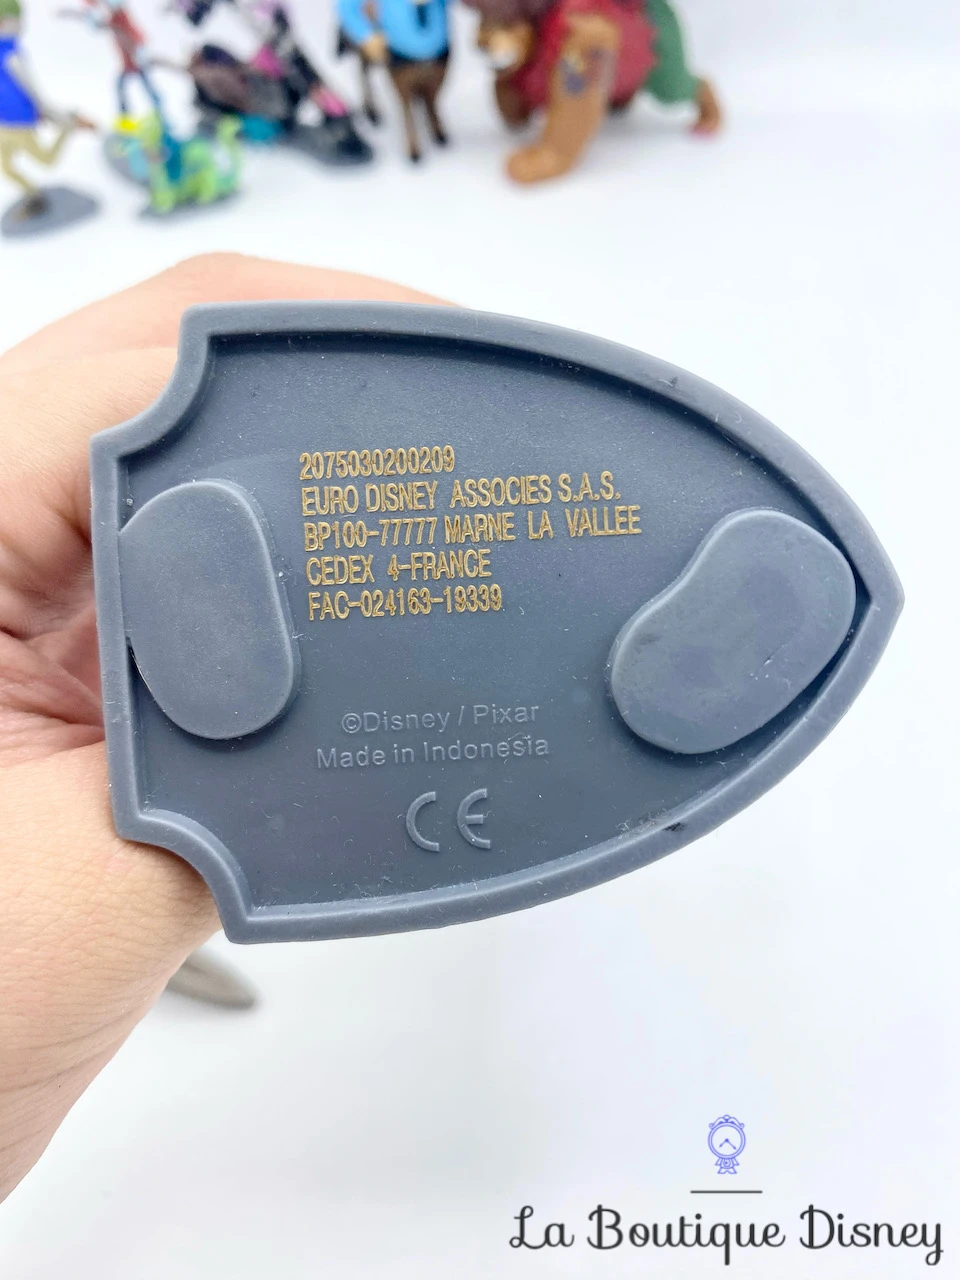 2075030200209
EURO DISNEY ASSOCIES S.A.S.
BP100-77777 MARNE LA VALLEE
CEDEX 4-FRANCE
FAC-024163-19339
©Disney / Pixar
Made in Indonesia
CE
La Boutique Disney